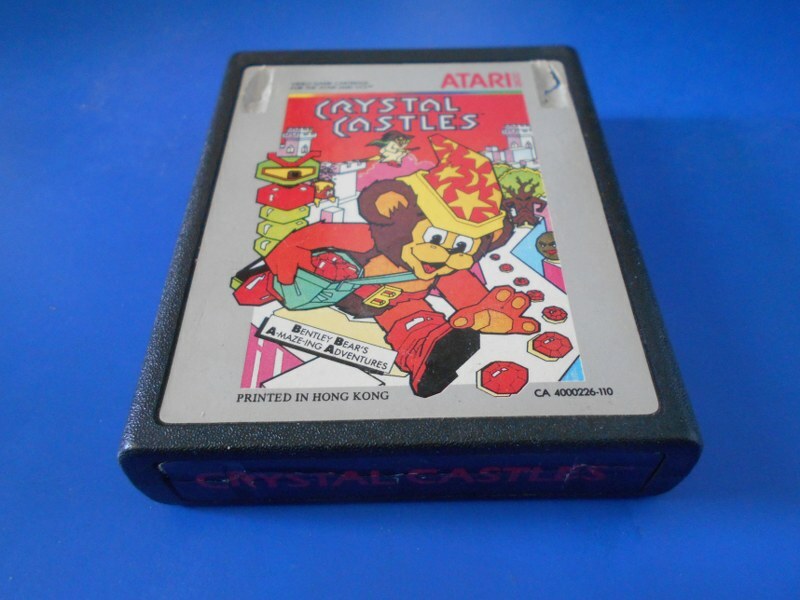 ATARI
CRYSTAL
CASTLES
BENTLEY BEAR'S
A-MAZE-ING ADVENTURES
PRINTED IN HONG KONG
CA 4000226-110
CRYSTAL CASTLES